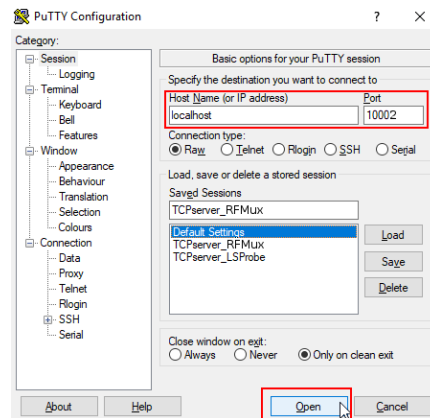 PuTTY Configuration ? ×
Category:
Session
Logging
Terminal
Keyboard
Bell
Features
Window
Appearance
Behaviour
Translation
Selection
Colours
Connection
Data
Proxy
Telnet
Rlogin
SSH
Serial
Basic options for your PuTTY session
Specify the destination you want to connect to
Host Name (or IP address) Port
localhost 10002
Connection type:
Raw Telnet Rlogin SSH Serial
Load, save or delete a stored session
Saved Sessions
TCPserver_RFMux
Default Settings
TCPserver_RFMux
TCPserver_LSProbe
Load
Save
Delete
Close window on exit:
Always Never Only on clean exit
About Help Open Cancel